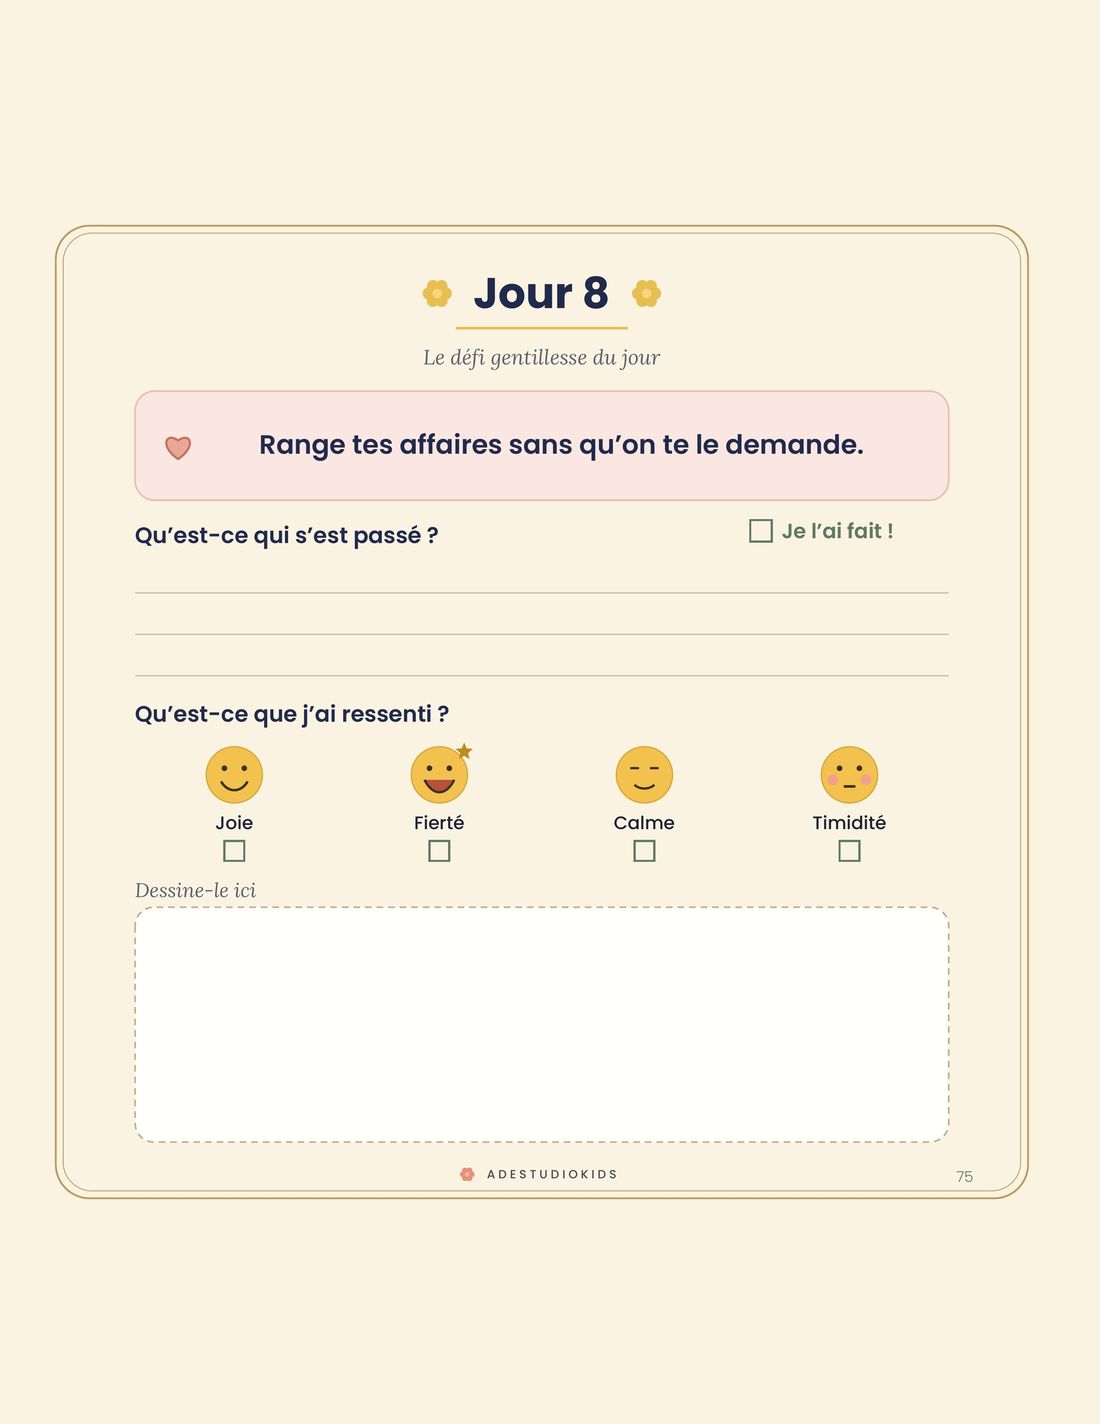 Jour 8
Le défi gentillesse du jour
Range tes affaires sans qu’on te le demande.
Qu’est-ce qui s’est passé ?
Je l’ai fait !
Qu’est-ce que j’ai ressenti ?
Joie Fierté Calme Timidité
Dessine-le ici
ADESTUDIOKIDS
75